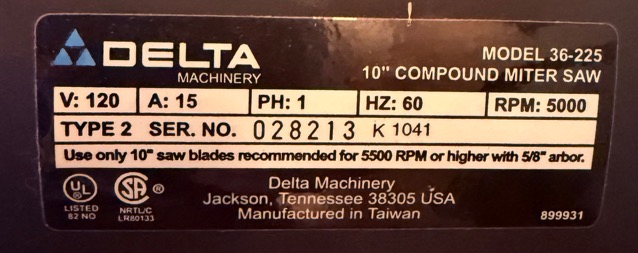 DELTA
MACHINERY
MODEL 36-225
10" COMPOUND MITER SAW
V: 120 A: 15 PH: 1 HZ: 60 RPM: 5000
TYPE 2 SER. NO. 028213 K 1041
Use only 10" saw blades recommended for 5500 RPM or higher with 5/8" arbor.
UL
LISTED
82 NO
SA ®
NRTL/C
LR80133
Delta Machinery
Jackson, Tennessee 38305 USA
Manufactured in Taiwan
899931